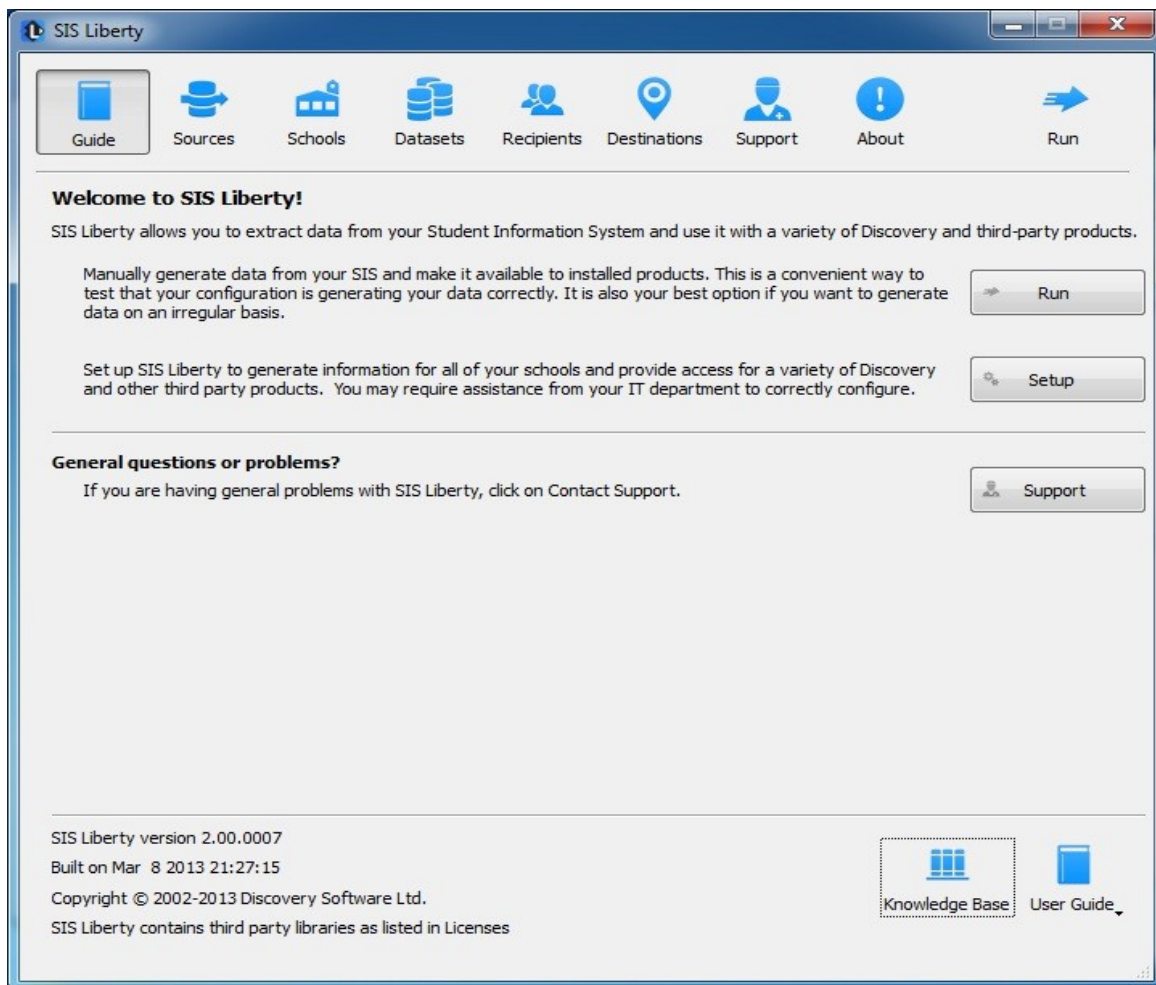 SIS Liberty
Guide Sources Schools Datasets Recipients Destinations Support About Run
Welcome to SIS Liberty!
SIS Liberty allows you to extract data from your Student Information System and use it with a variety of Discovery and third-party products.
Manually generate data from your SIS and make it available to installed products. This is a convenient way to
test that your configuration is generating your data correctly. It is also your best option if you want to generate
data on an irregular basis.
Run
Set up SIS Liberty to generate information for all of your schools and provide access for a variety of Discovery
and other third party products.  You may require assistance from your IT department to correctly configure.
Setup
General questions or problems?
If you are having general problems with SIS Liberty, click on Contact Support.
Support
SIS Liberty version 2.00.0007
Built on Mar  8 2013 21:27:15
Copyright © 2002-2013 Discovery Software Ltd.
SIS Liberty contains third party libraries as listed in Licenses
Knowledge Base User Guide